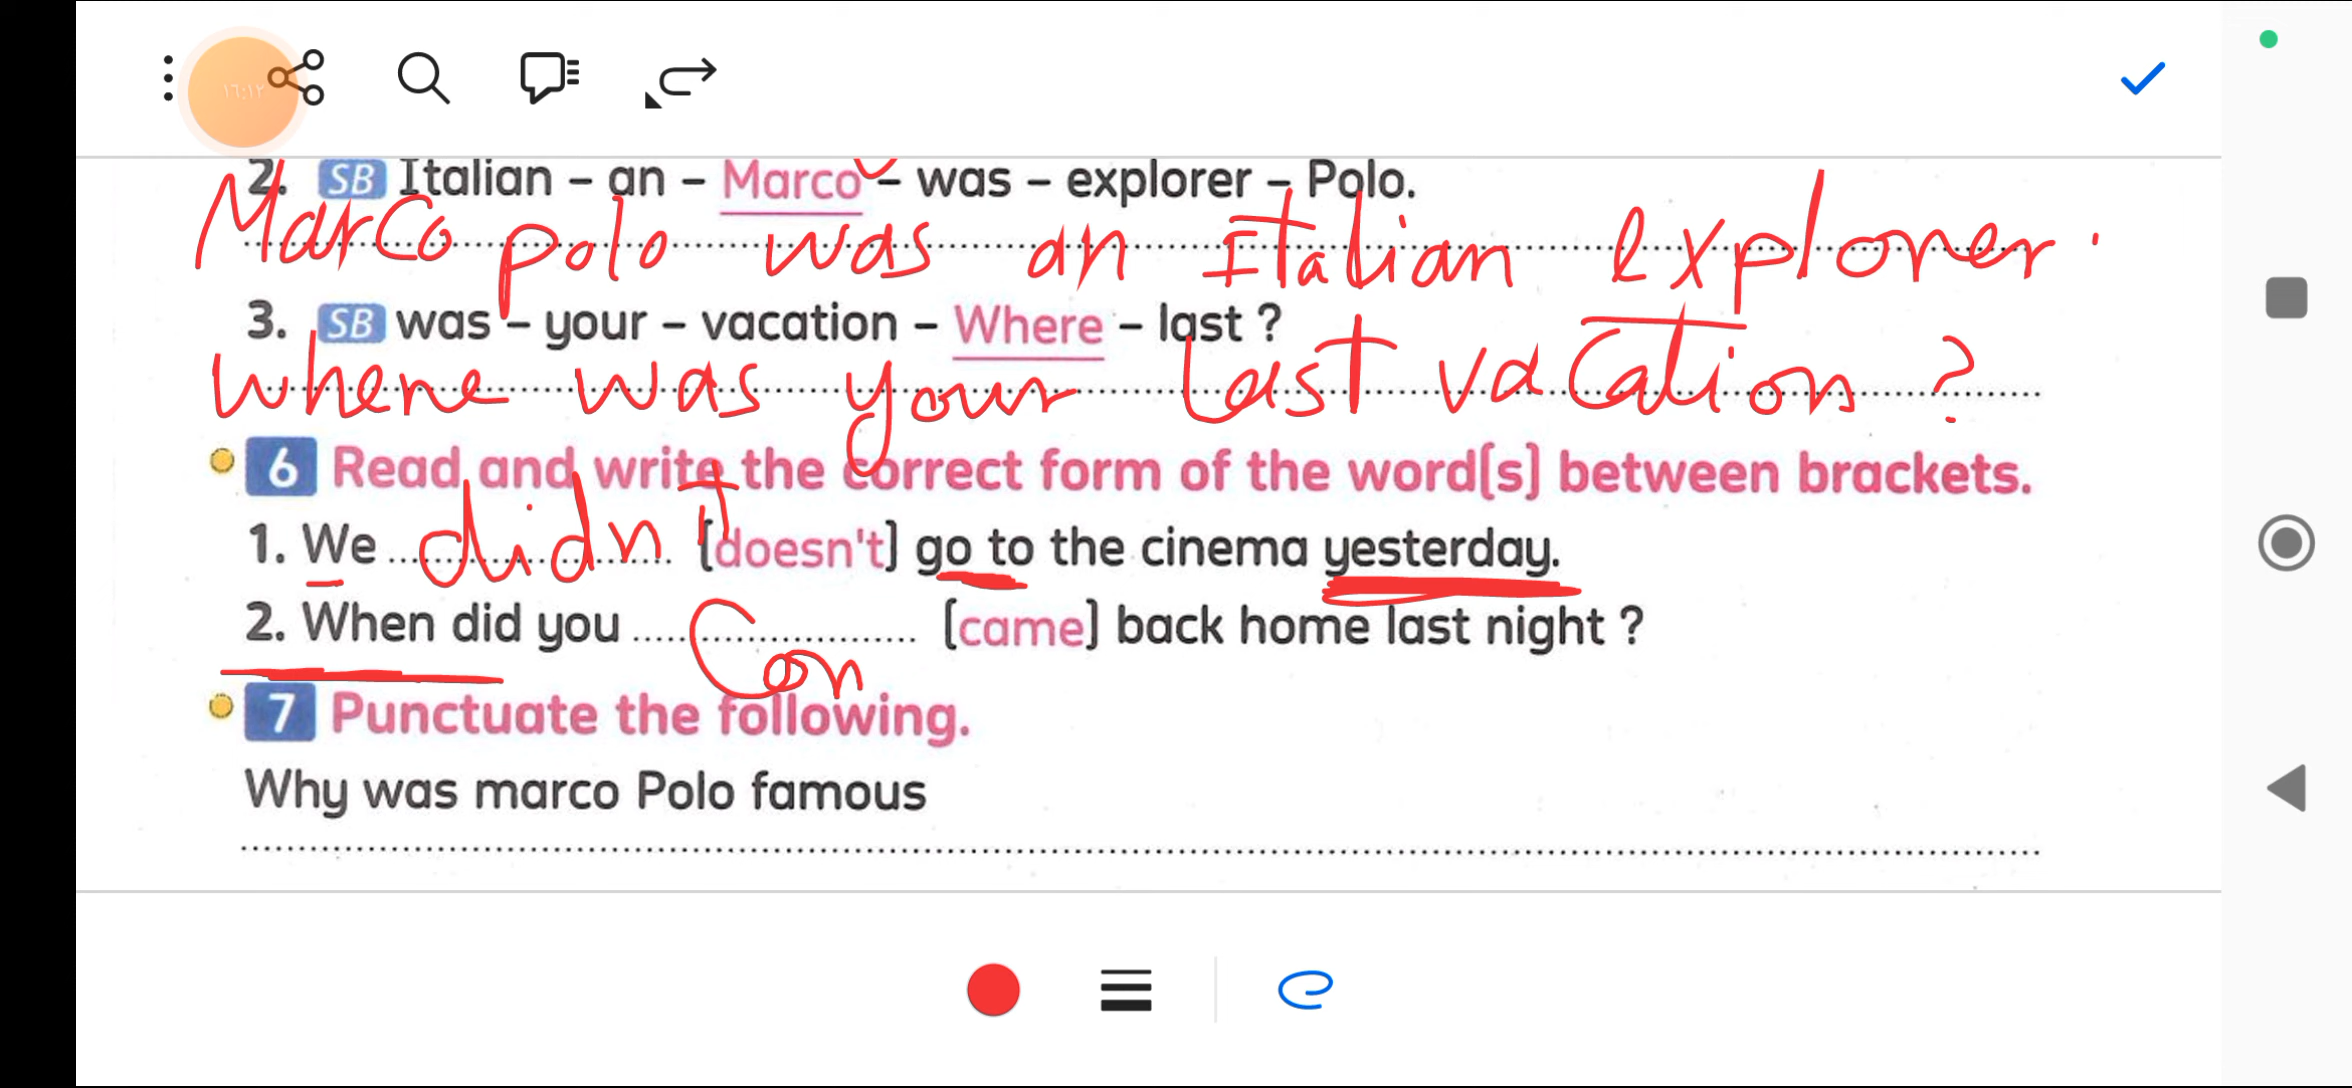 ١٦:١٢
2. SB Italian – an – Marco – was – explorer – Polo.
Marco polo was an Italian explorer.
3. SB was – your – vacation – Where – last ?
where was your last vacation ?
6 Read and write the correct form of the word(s) between brackets.
1. We didn't [doesn't] go to the cinema yesterday.
2. When did you Com [came] back home last night ?
7 Punctuate the following.
Why was marco Polo famous